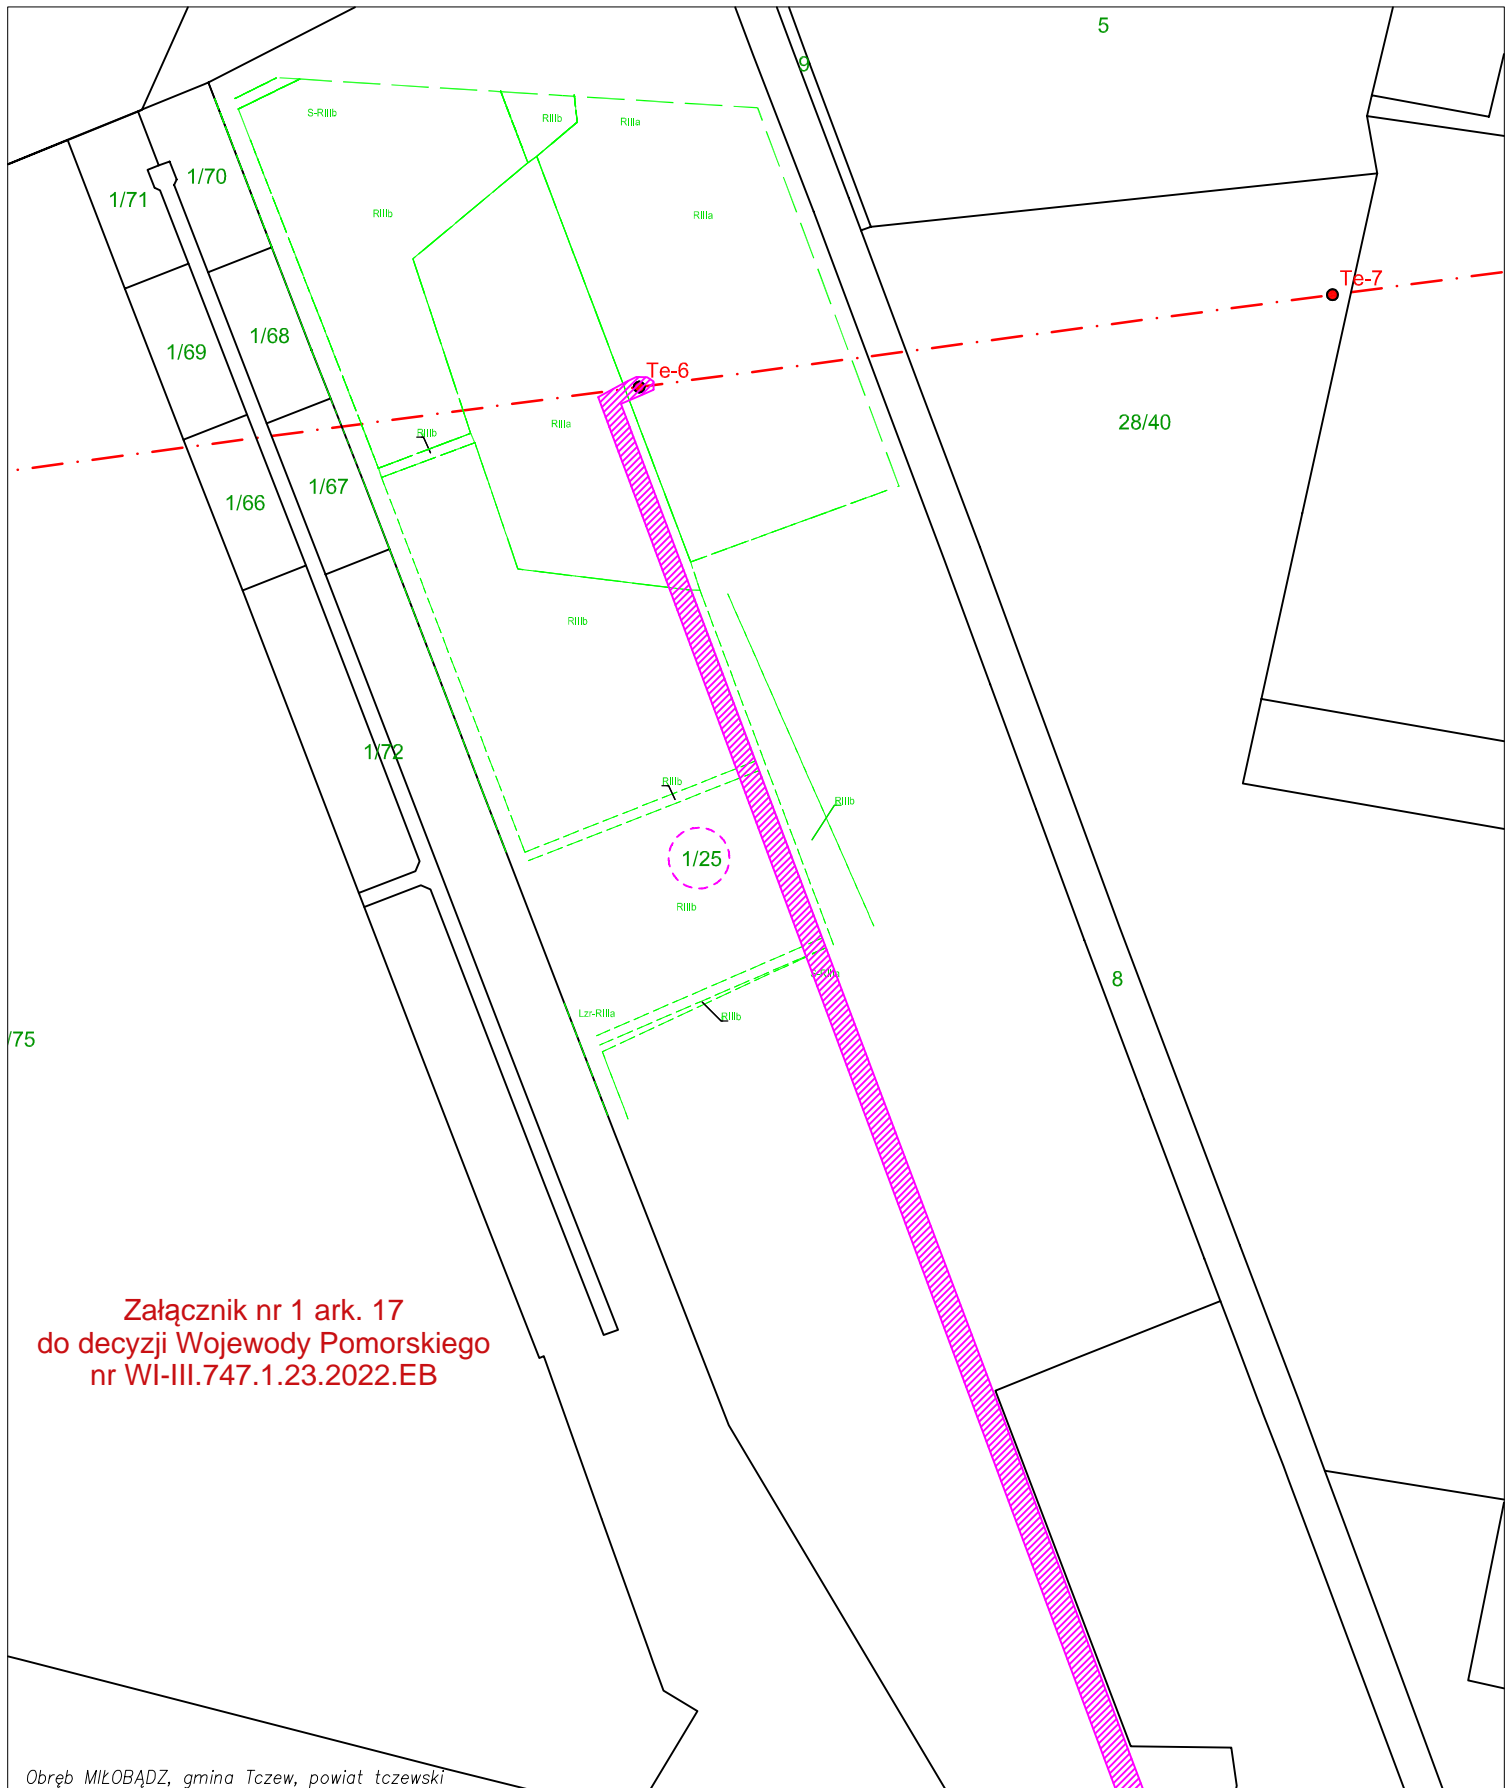 5
9
S-RIIIb
RIIIb
RIIIa
1/71
1/70
RIIIb
RIIIa
Te-7
1/69
1/68
Te-6
RIIIb
RIIIa
28/40
1/66
1/67
RIIIb
1/72
RIIIb
RIIIb
1/25
RIIIb
8
Lzr-RIIIa
RIIIb
/75
Załącznik nr 1 ark. 17
do decyzji Wojewody Pomorskiego
nr WI-III.747.1.23.2022.EB
Obręb MIŁOBĄDZ, gmina Tczew, powiat tczewski